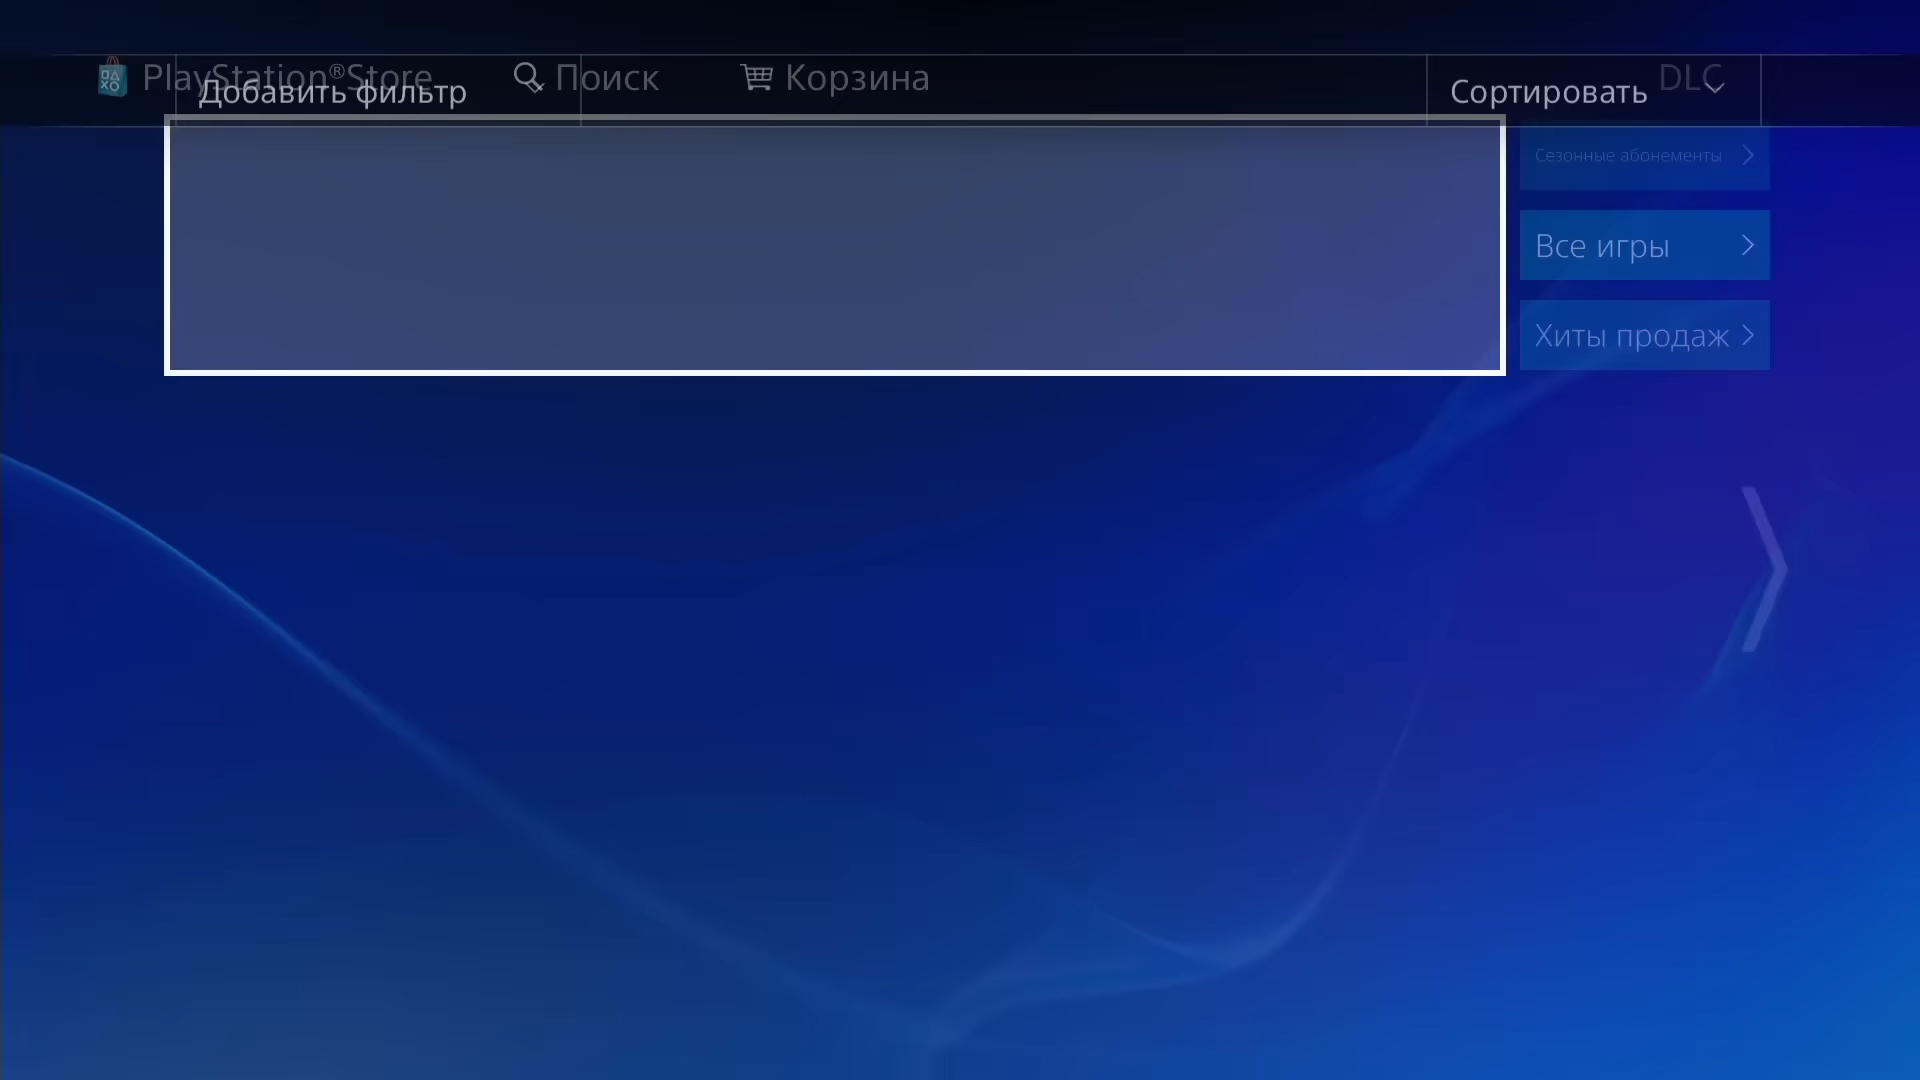 PlayStation®Store
Поиск
Корзина
DLC
Добавить фильтр
Сортировать
Сезонные абонементы
Все игры
Хиты продаж